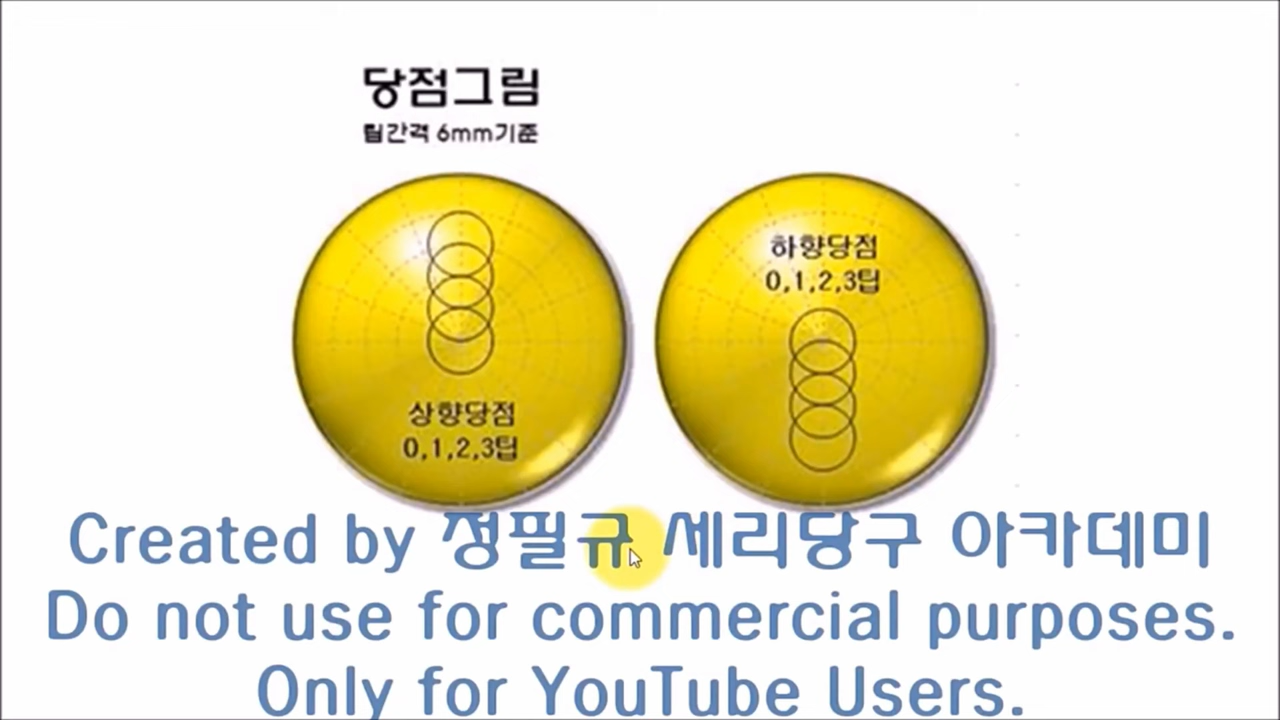 당점그림
팁간격 6mm기준
하향당점
0,1,2,3팁
상향당점
0,1,2,3팁
Created by 정필규 세리당구 아카데미
Do not use for commercial purposes.
Only for YouTube Users.